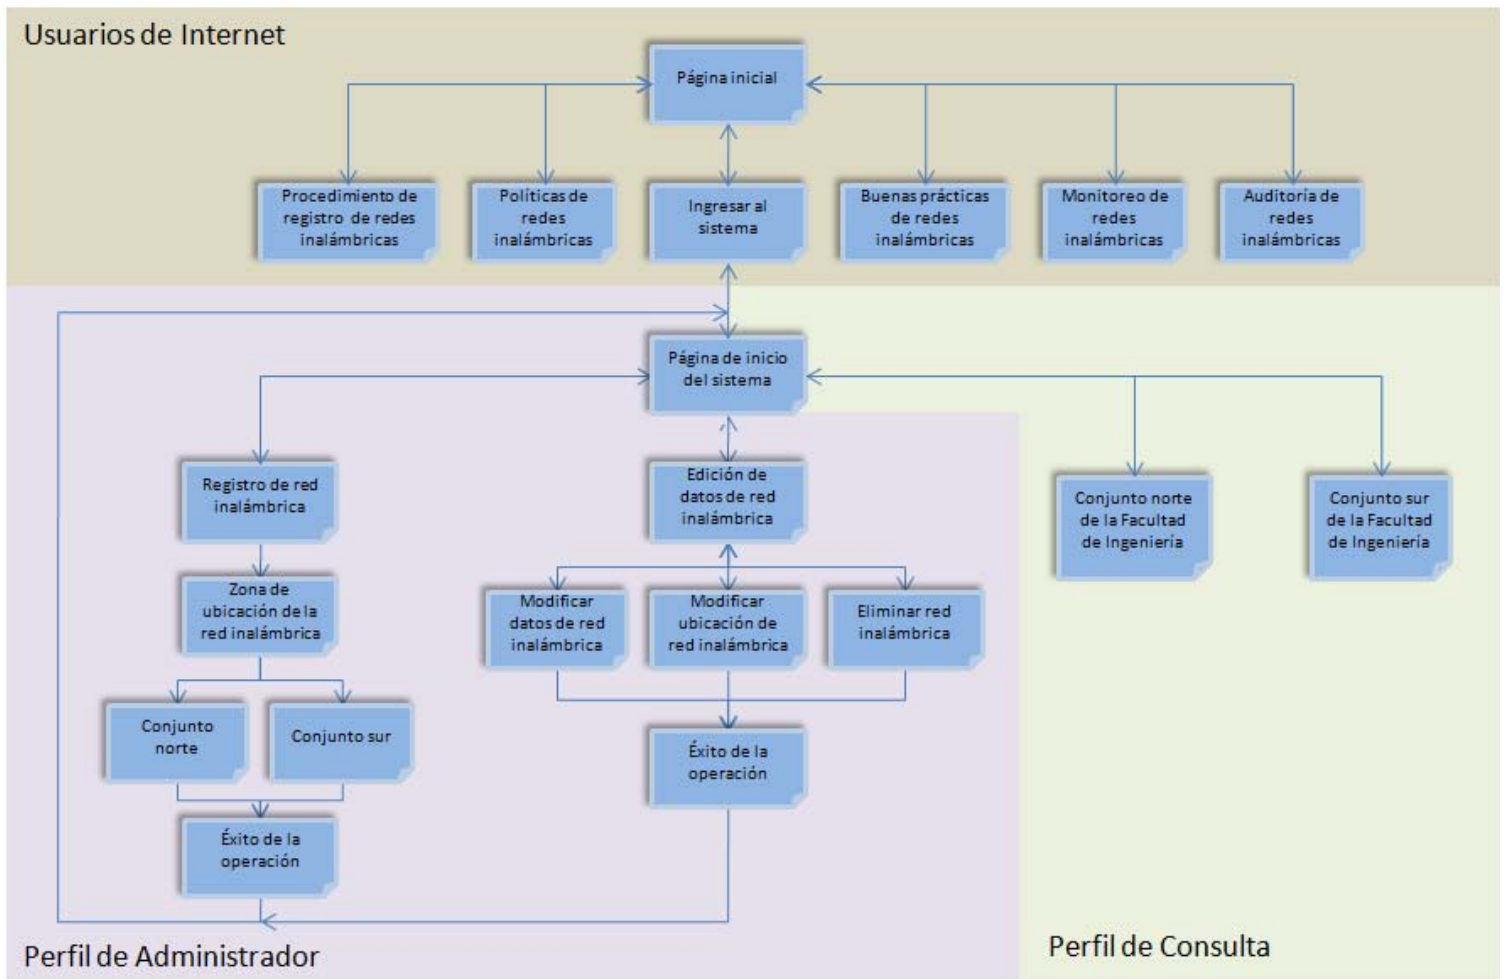 Usuarios de Internet
Página inicial
Procedimiento de
registro de redes
inalámbricas
Políticas de
redes
inalámbricas
Ingresar al
sistema
Buenas prácticas
de redes
inalámbricas
Monitoreo de
redes
inalámbricas
Auditoría de
redes
inalámbricas
Página de inicio
del sistema
Registro de red
inalámbrica
Edición de
datos de red
inalámbrica
Conjunto norte
de la Facultad
de Ingeniería
Conjunto sur
de la Facultad
de Ingeniería
Zona de
ubicación de la
red inalámbrica
Modificar
datos de red
inalámbrica
Modificar
ubicación de
red inalámbrica
Eliminar red
inalámbrica
Conjunto
norte
Conjunto sur
Éxito de la
operación
Éxito de la
operación
Perfil de Administrador
Perfil de Consulta